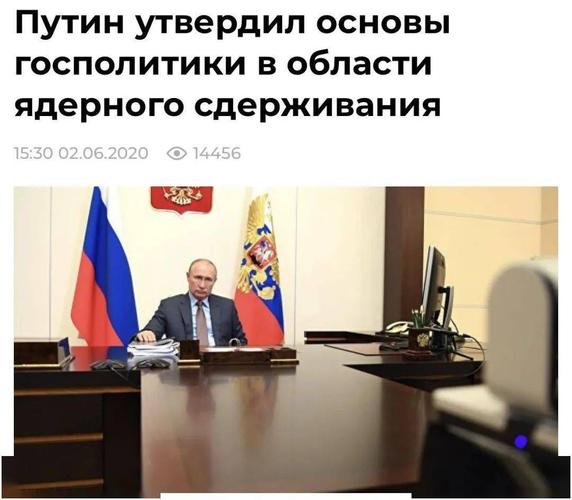 Путин утвердил основы
госполитики в области
ядерного сдерживания
15:30 02.06.2020 14456